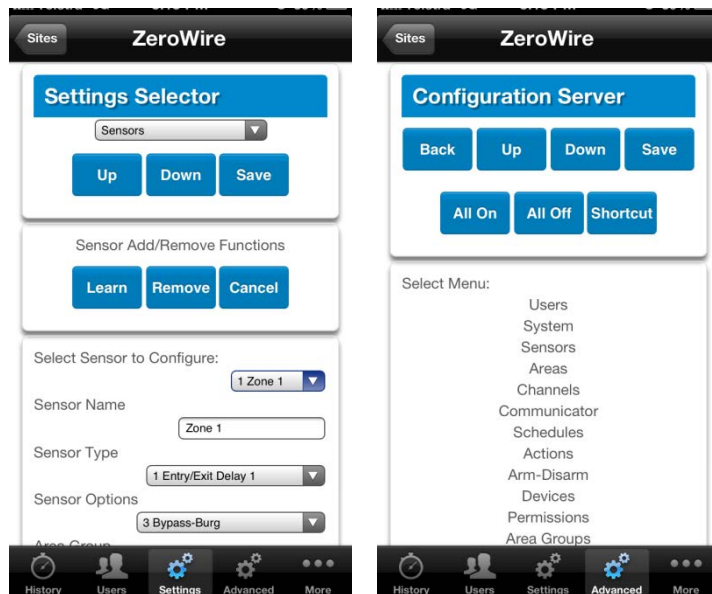 Sites
ZeroWire
Settings Selector
Sensors
Up Down Save
Sensor Add/Remove Functions
Learn Remove Cancel
Select Sensor to Configure:
1 Zone 1
Sensor Name
Zone 1
Sensor Type
1 Entry/Exit Delay 1
Sensor Options
3 Bypass-Burg
Area Group
History Users Settings Advanced More
Sites
ZeroWire
Configuration Server
Back Up Down Save
All On All Off Shortcut
Select Menu:
Users
System
Sensors
Areas
Channels
Communicator
Schedules
Actions
Arm-Disarm
Devices
Permissions
Area Groups
History Users Settings Advanced More